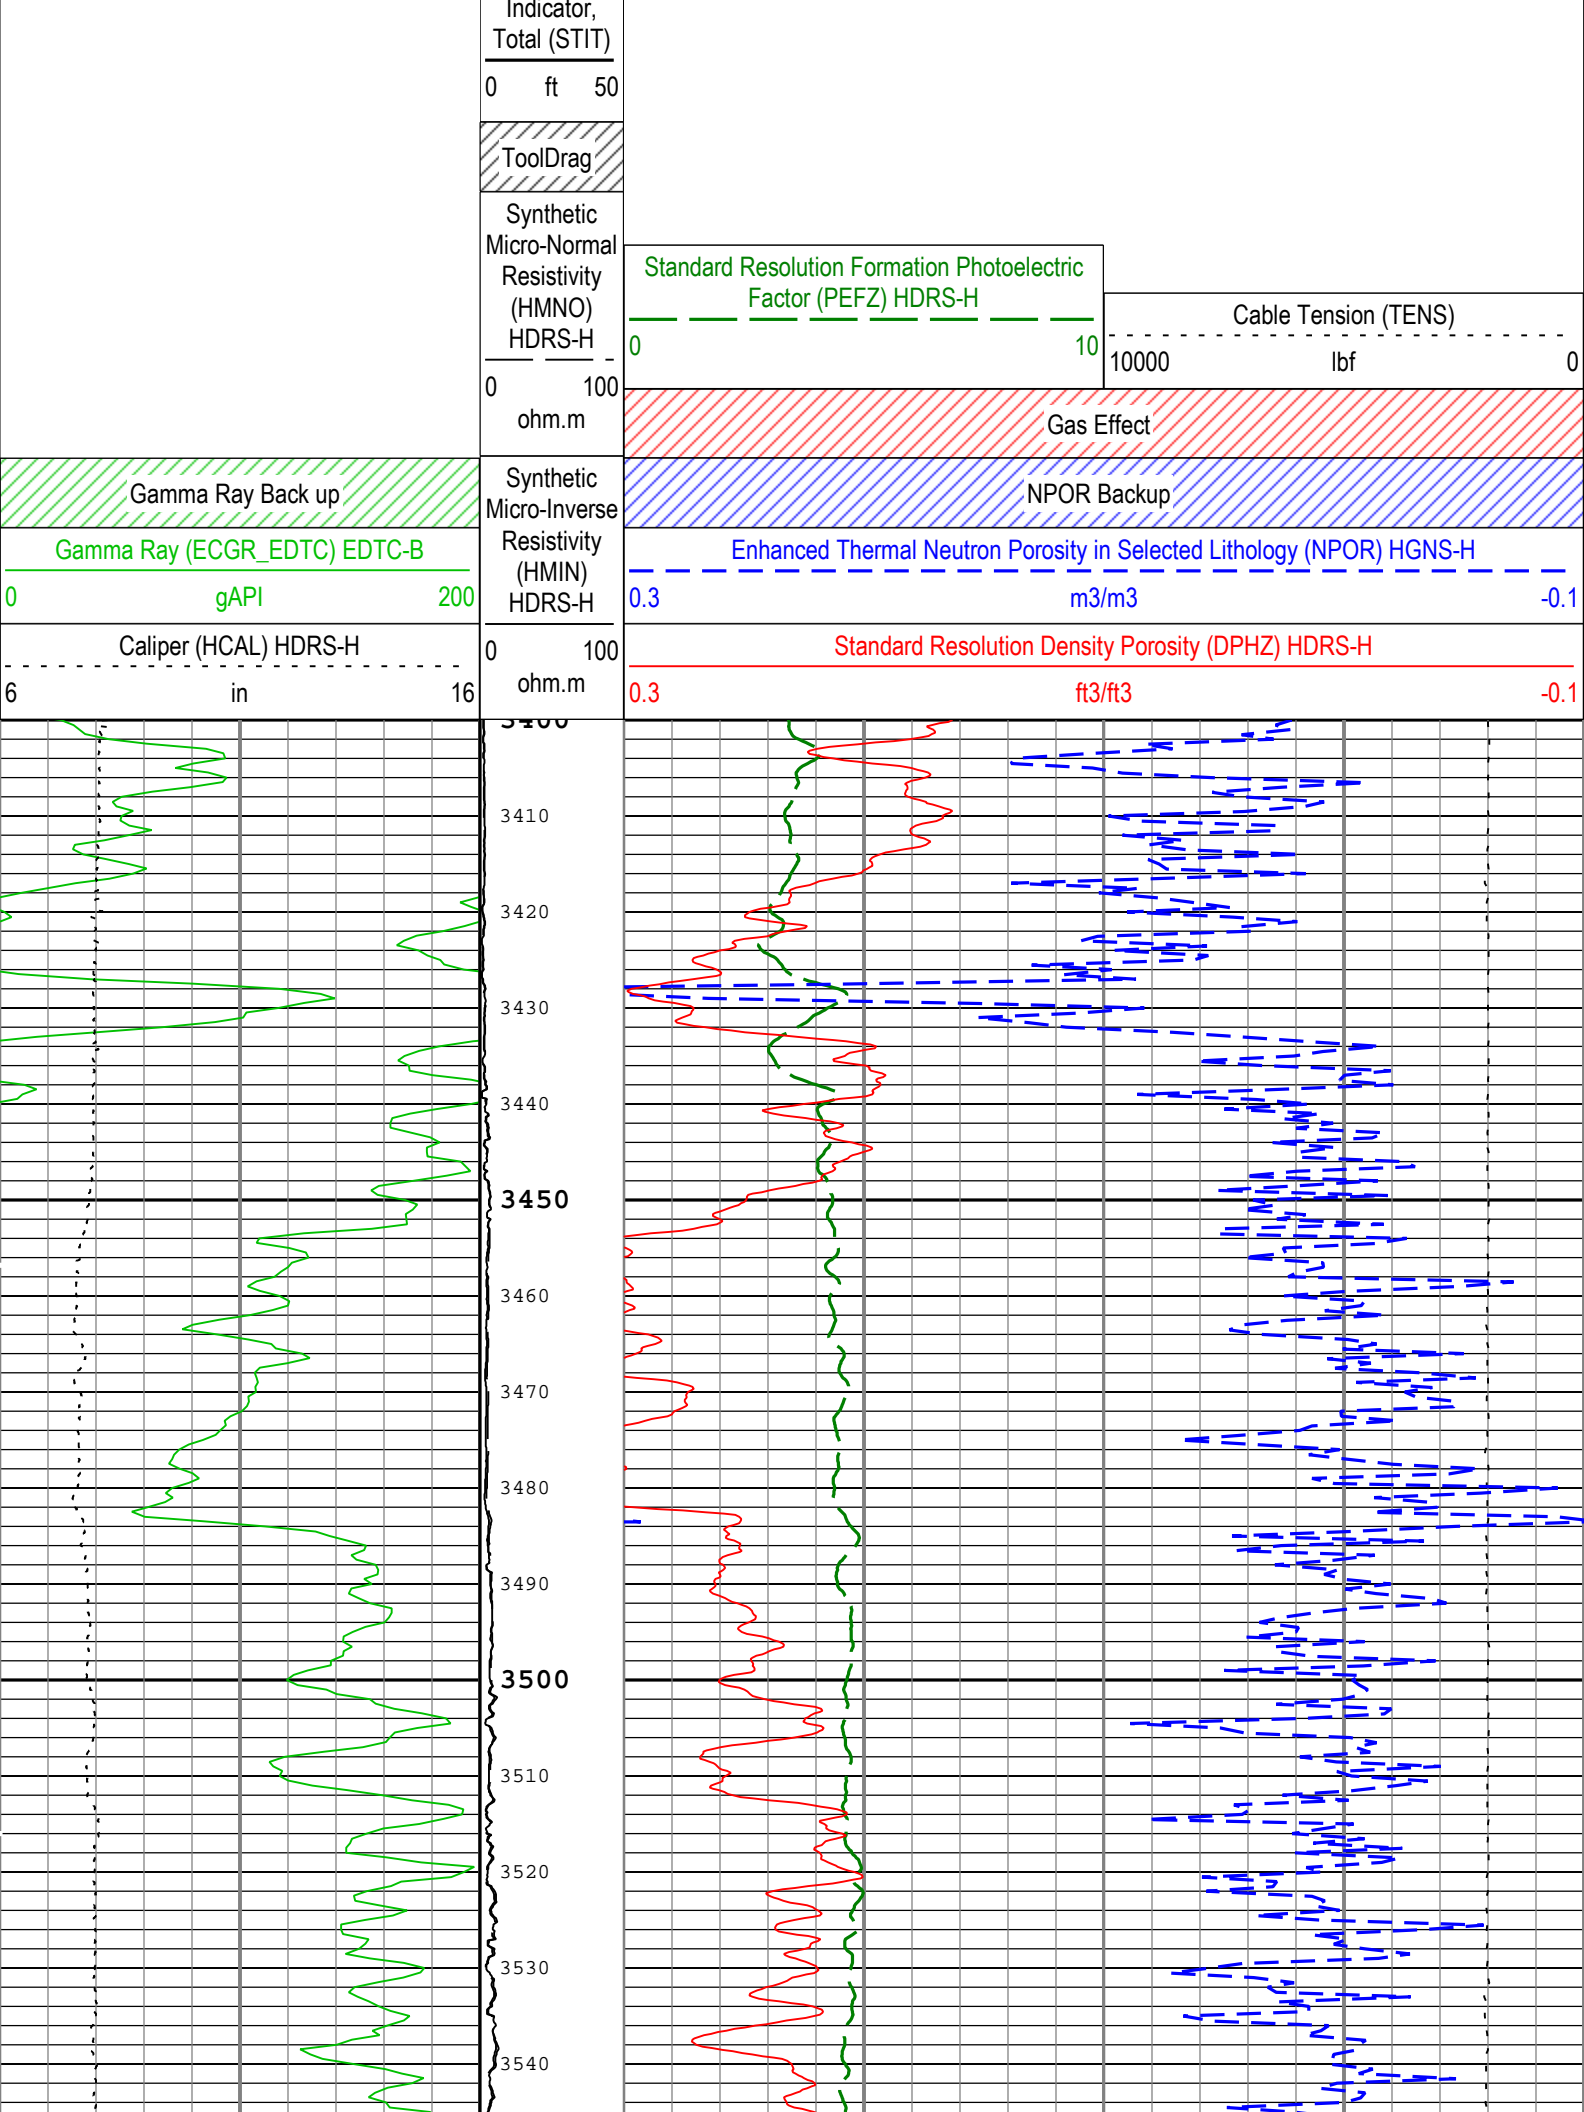 Indicator,
Total (STIT)
0 ft 50
ToolDrag
Synthetic
Micro-Normal
Resistivity
(HMNO)
HDRS-H
0 100
ohm.m
Synthetic
Micro-Inverse
Resistivity
(HMIN)
HDRS-H
0 100
ohm.m
Standard Resolution Formation Photoelectric
Factor (PEFZ) HDRS-H
0 10
Cable Tension (TENS)
10000 lbf 0
Gas Effect
Gamma Ray Back up
NPOR Backup
Gamma Ray (ECGR_EDTC) EDTC-B
0 gAPI 200
Enhanced Thermal Neutron Porosity in Selected Lithology (NPOR) HGNS-H
0.3 m3/m3 -0.1
Caliper (HCAL) HDRS-H
6 in 16
Standard Resolution Density Porosity (DPHZ) HDRS-H
0.3 ft3/ft3 -0.1
3400
3410
3420
3430
3440
3450
3460
3470
3480
3490
3500
3510
3520
3530
3540